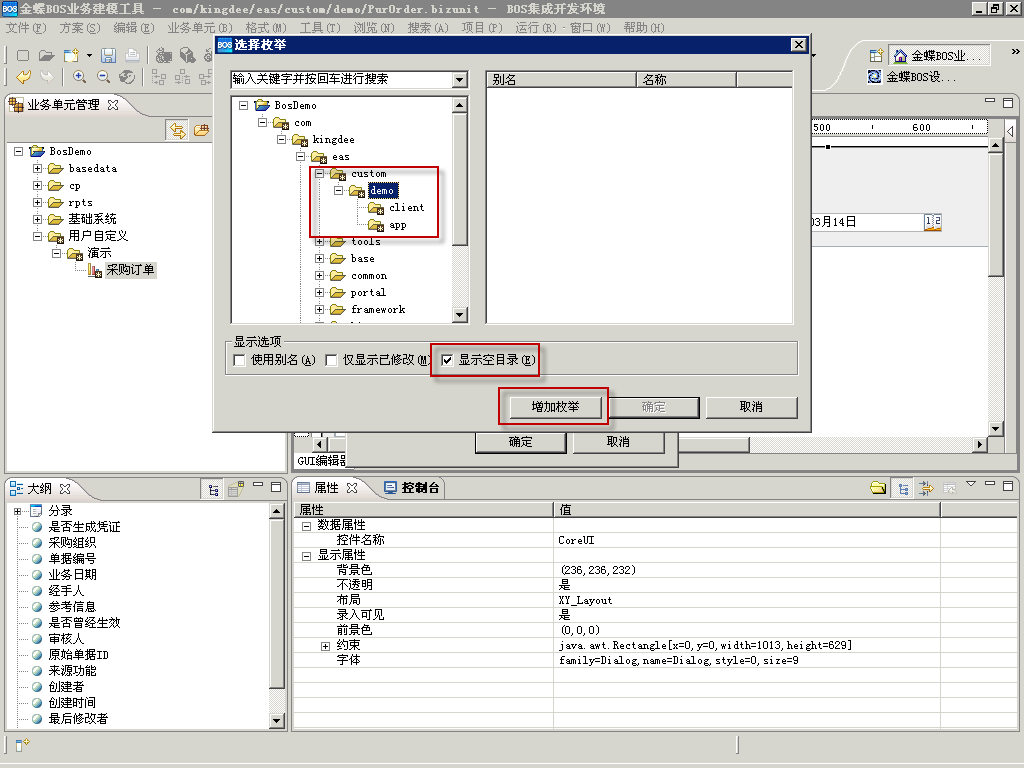 金蝶BOS业务建模工具 － com/kingdee/eas/custom/demo/PurOrder.bizunit － BOS集成开发环境
文件(F) 方案(S) 编辑(E) 业务单元(B) 格式(M) 工具(T) 浏览(N) 搜索(A) 项目(P) 运行(R) 窗口(W) 帮助(H)
金蝶BOS业...
金蝶BOS设...
业务单元管理
BosDemo
basedata
cp
rpts
基础系统
用户自定义
演示
采购订单
选择枚举
输入关键字并按回车进行搜索
BosDemo
com
kingdee
eas
custom
demo
client
app
tools
base
common
portal
framework
别名 名称
显示选项
使用别名(A) 仅显示已修改(M) 显示空目录(E)
增加枚举 确定 取消
500 600
03月14日
12
确定 取消
GUI编辑器
大纲
分录
是否生成凭证
采购组织
单据编号
业务日期
经手人
参考信息
是否曾经生效
审核人
原始单据ID
来源功能
创建者
创建时间
最后修改者
属性 控制台
属性 值
数据属性
控件名称 CoreUI
显示属性
背景色 (236,236,232)
不透明 是
布局 XY_Layout
录入可见 是
前景色 (0,0,0)
约束 java.awt.Rectangle[x=0,y=0,width=1013,height=629]
字体 family=Dialog,name=Dialog,style=0,size=9